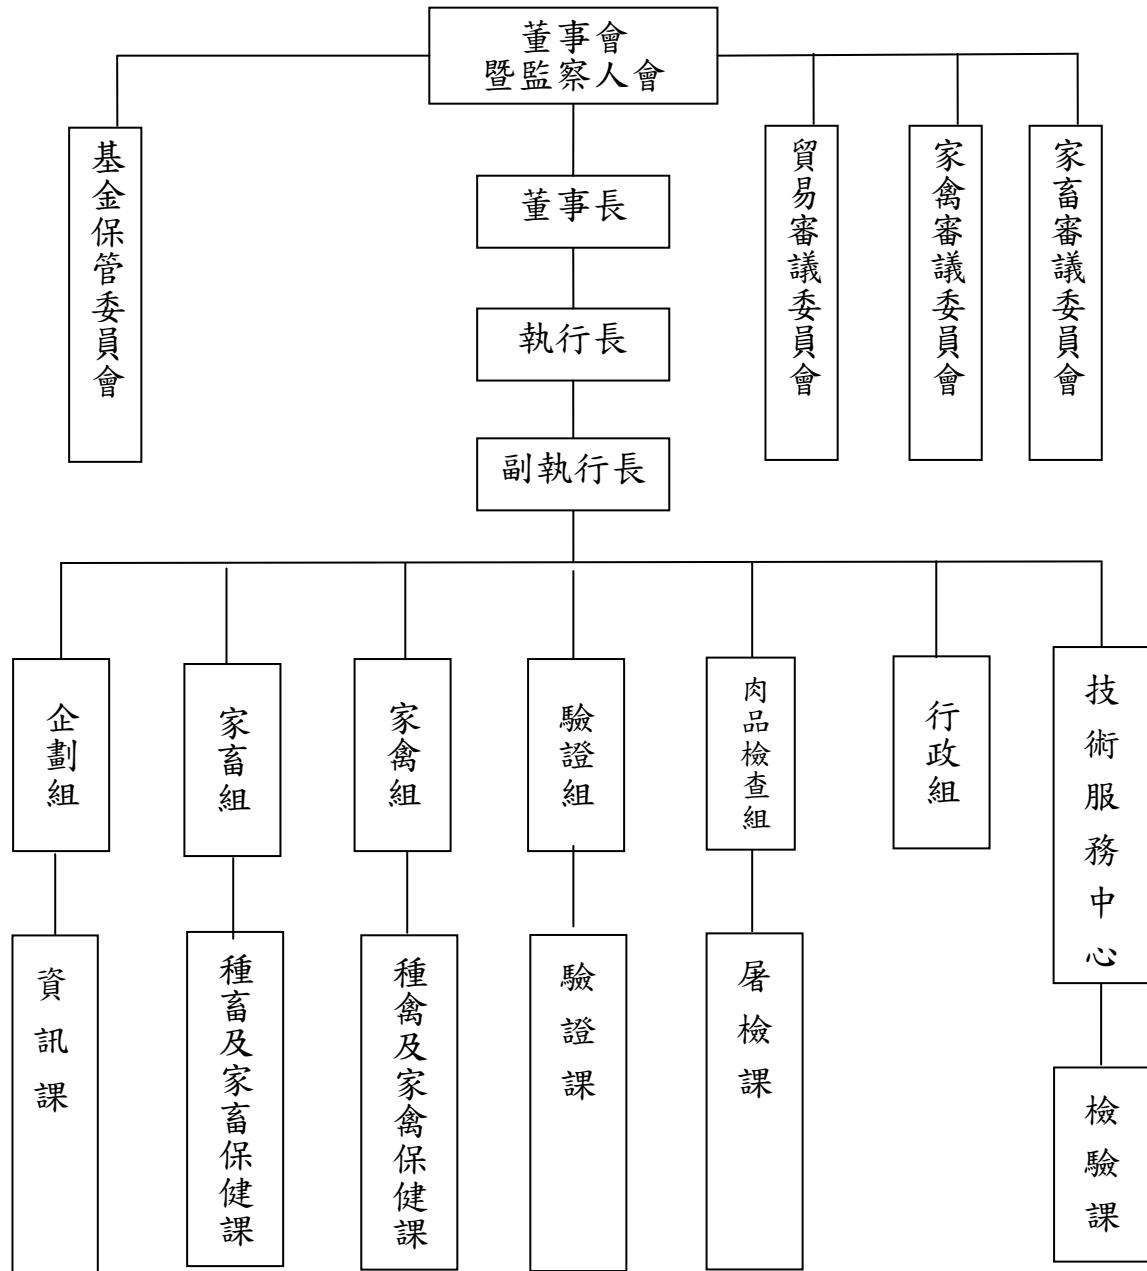 董事會
暨監察人會
基金保管委員會
貿易審議委員會
家禽審議委員會
家畜審議委員會
董事長
執行長
副執行長
企劃組
家畜組
家禽組
驗證組
肉品檢查組
行政組
技術服務中心
資訊課
種畜及家畜保健課
種禽及家禽保健課
驗證課
屠檢課
檢驗課